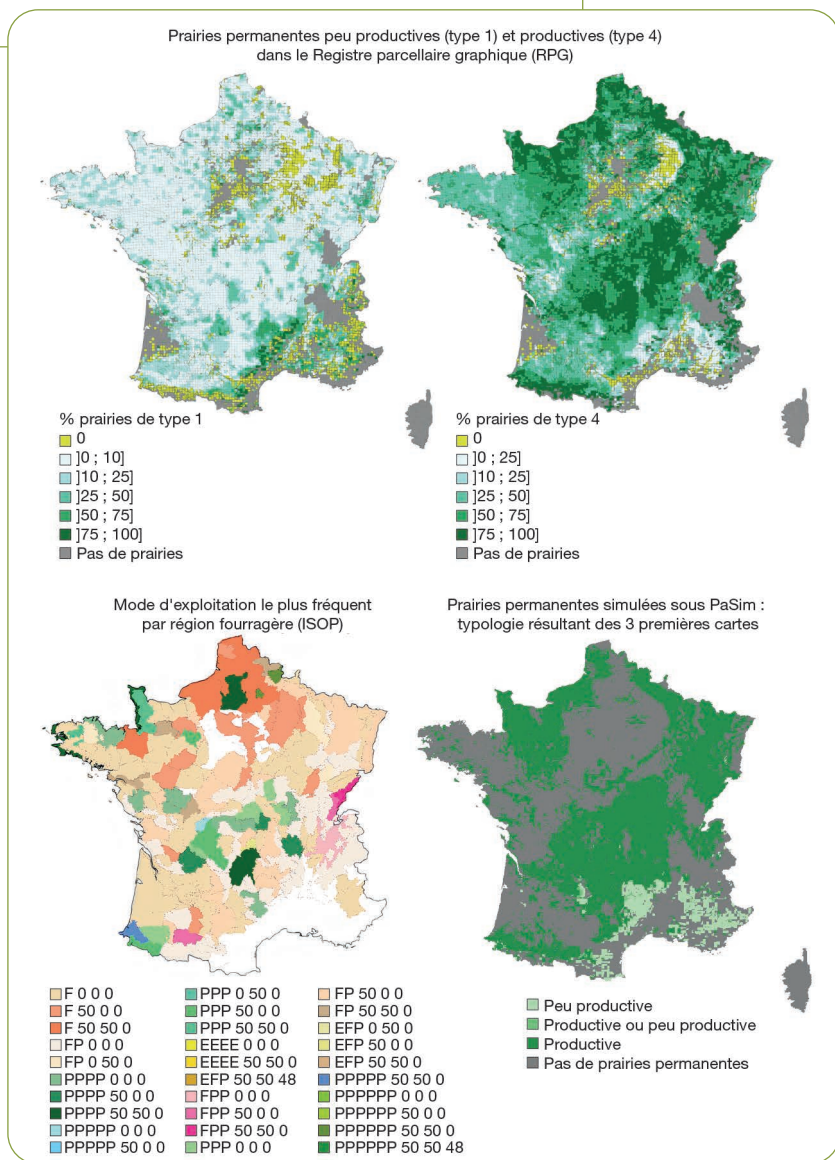 Prairies permanentes peu productives (type 1) et productives (type 4)
dans le Registre parcellaire graphique (RPG)
% prairies de type 1
0
]0 ; 10]
]10 ; 25]
]25 ; 50]
]50 ; 75]
]75 ; 100]
Pas de prairies
% prairies de type 4
0
]0 ; 25]
]10 ; 25]
]25 ; 50]
]50 ; 75]
]75 ; 100]
Pas de prairies
Mode d'exploitation le plus fréquent
par région fourragère (ISOP)
F 0 0 0
F 50 0 0
F 50 50 0
FP 0 0 0
FP 0 50 0
PPPP 0 0 0
PPPP 50 0 0
PPPP 50 50 0
PPPPP 0 0 0
PPPPP 50 0 0
PPP 0 50 0
PPP 50 0 0
PPP 50 50 0
EEEE 0 0 0
EEEE 50 50 0
EFP 50 50 48
FPP 0 0 0
FPP 50 0 0
FPP 50 50 0
PPP 0 0 0
FP 50 0 0
FP 50 50 0
EFP 0 50 0
EFP 50 0 0
EFP 50 50 0
PPPPP 50 50 0
PPPPPP 0 0 0
PPPPPP 50 0 0
PPPPPP 50 50 0
PPPPPP 50 50 48
Prairies permanentes simulées sous PaSim :
typologie résultant des 3 premières cartes
Peu productive
Productive ou peu productive
Productive
Pas de prairies permanentes